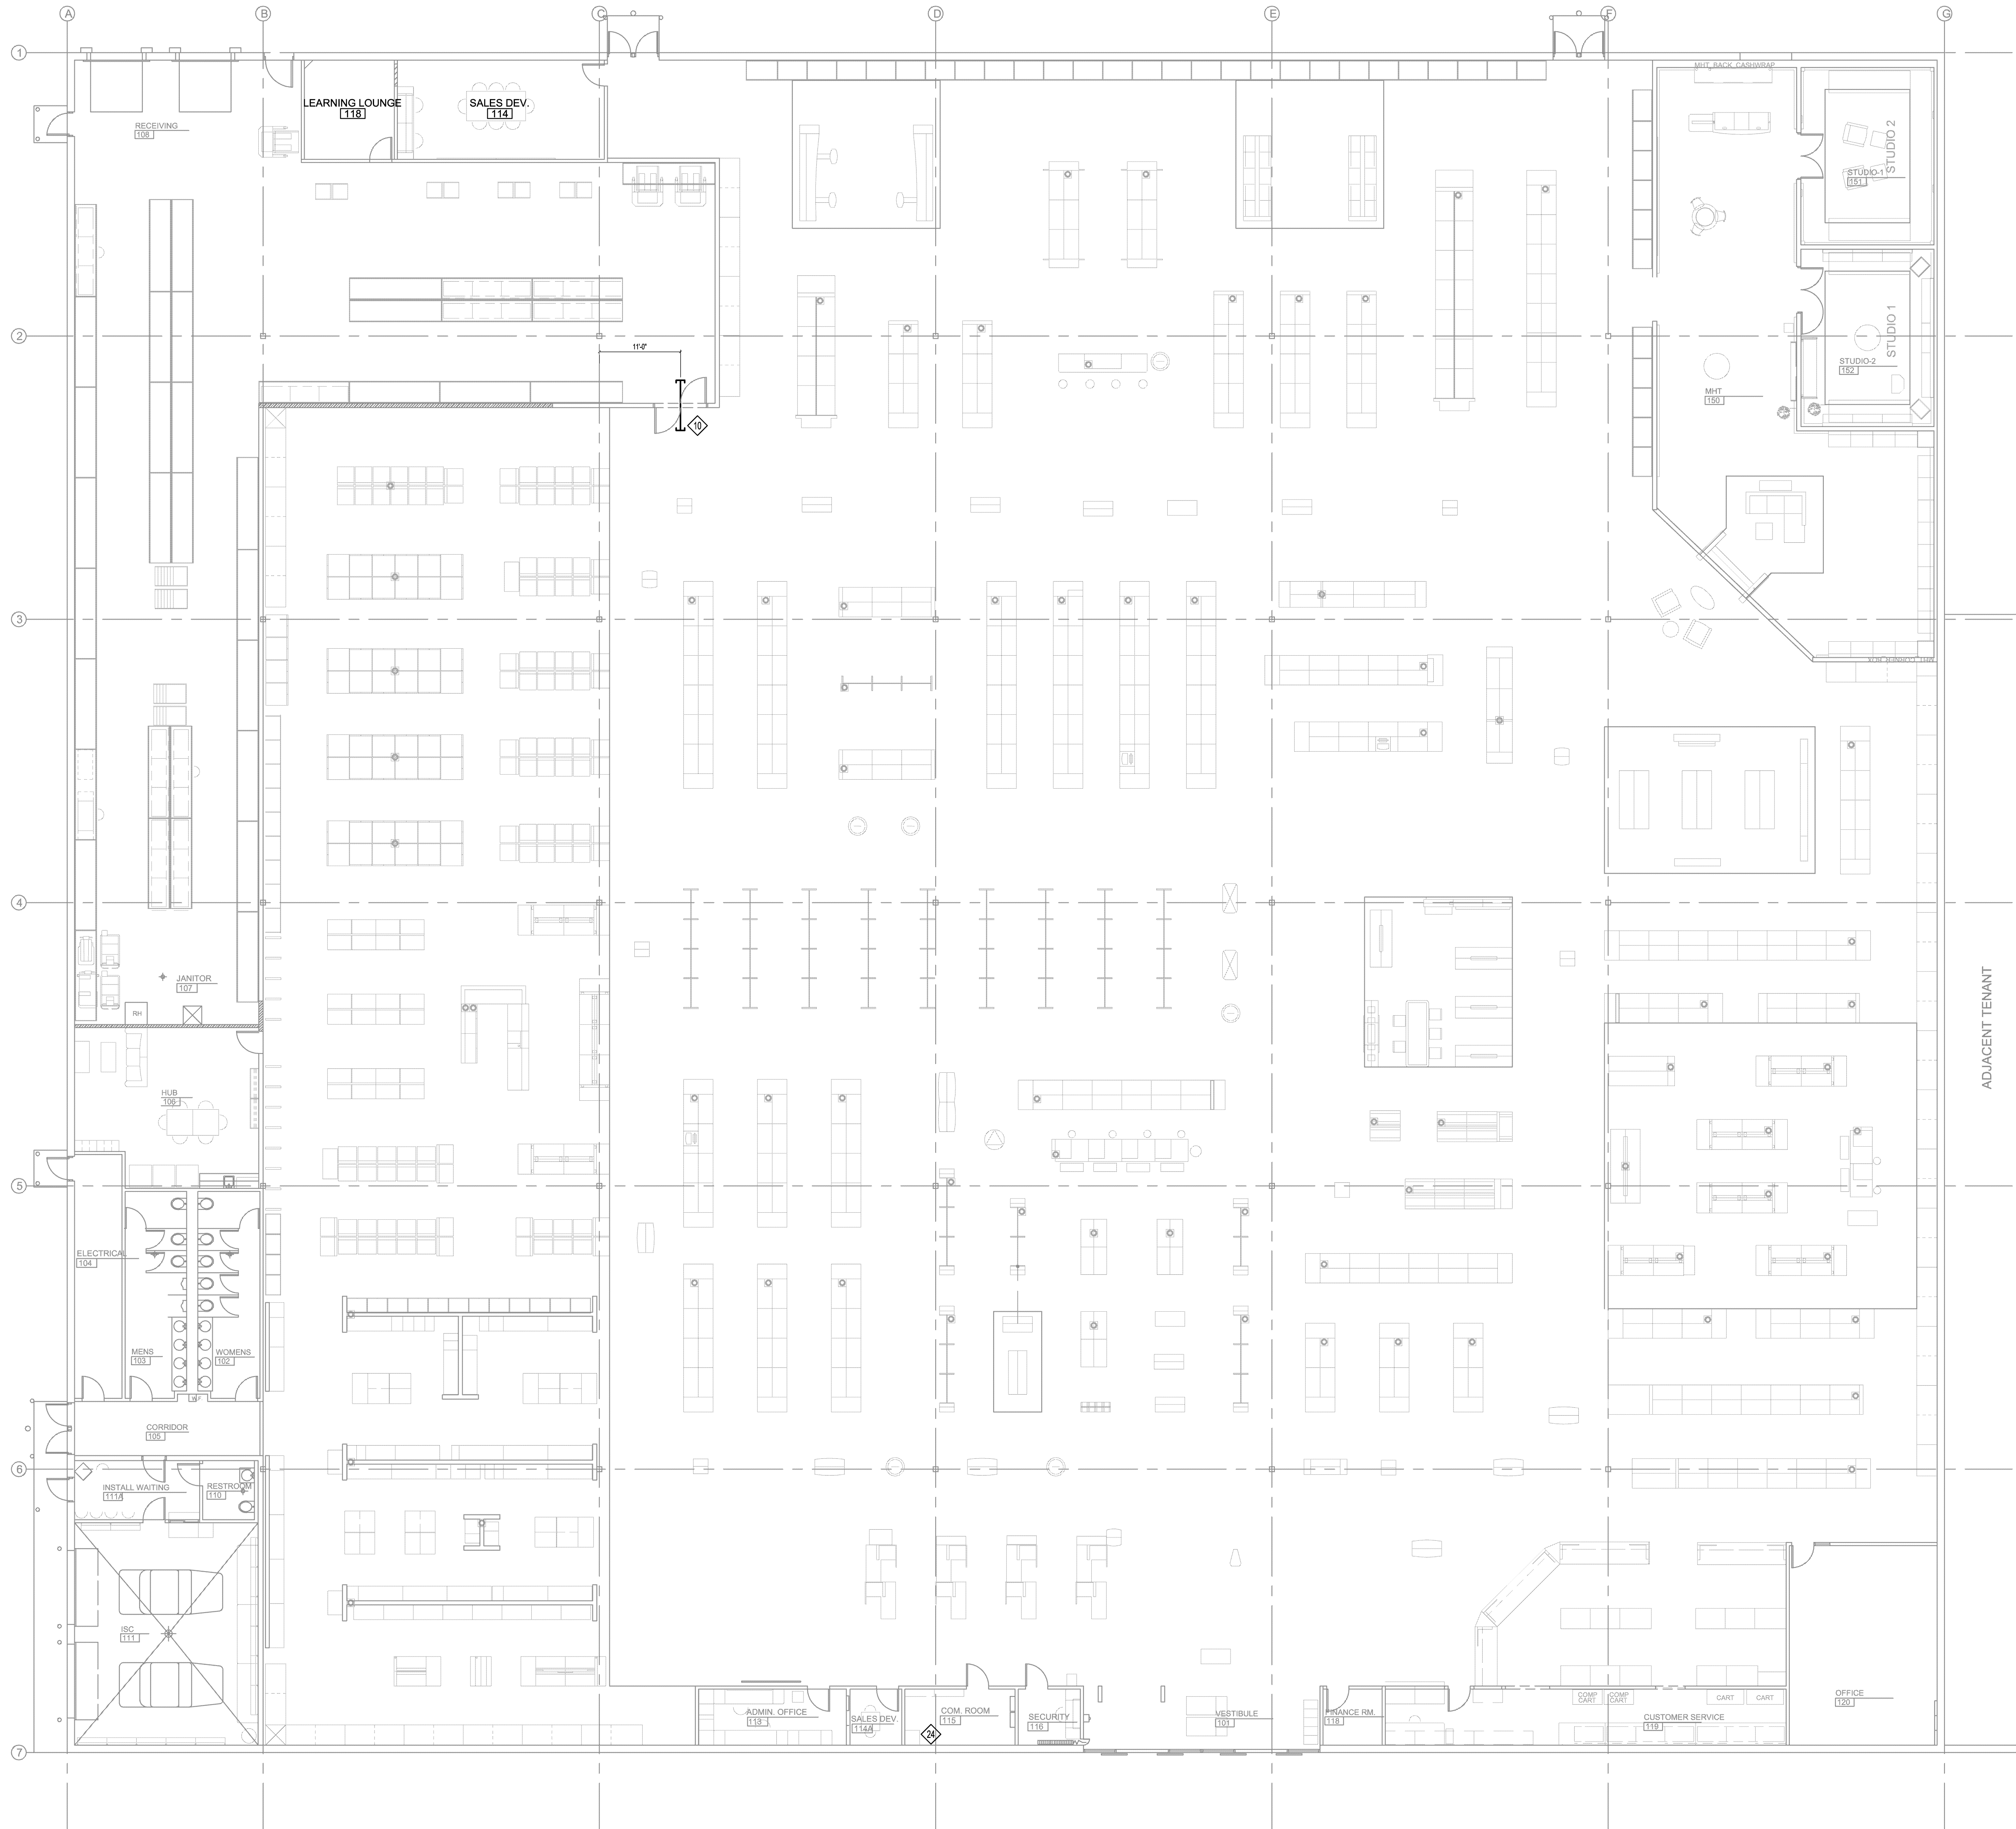 A
B
C
D
E
F
G
1
MHT_BACK_CASHWRAP
LEARNING LOUNGE
118
SALES DEV.
114
RECEIVING
108
STUDIO 2
STUDIO-1
151
2
11'-0"
STUDIO 1
STUDIO-2
152
MHT
150
10
3
MHT_CORNER_BOX
4
ADJACENT TENANT
JANITOR
107
RH
HUB
106
5
ELECTRICAL
104
MENS
103
WOMENS
102
W.F.
CORRIDOR
105
6
INSTALL WAITING
111A
RESTROOM
110
ISC
111
ADMIN. OFFICE
113
SALES DEV.
114A
COM. ROOM
115
24
SECURITY
116
VESTIBULE
101
FINANCE RM.
118
COMP
CART
COMP
CART
CART
CART
CUSTOMER SERVICE
119
OFFICE
120
7